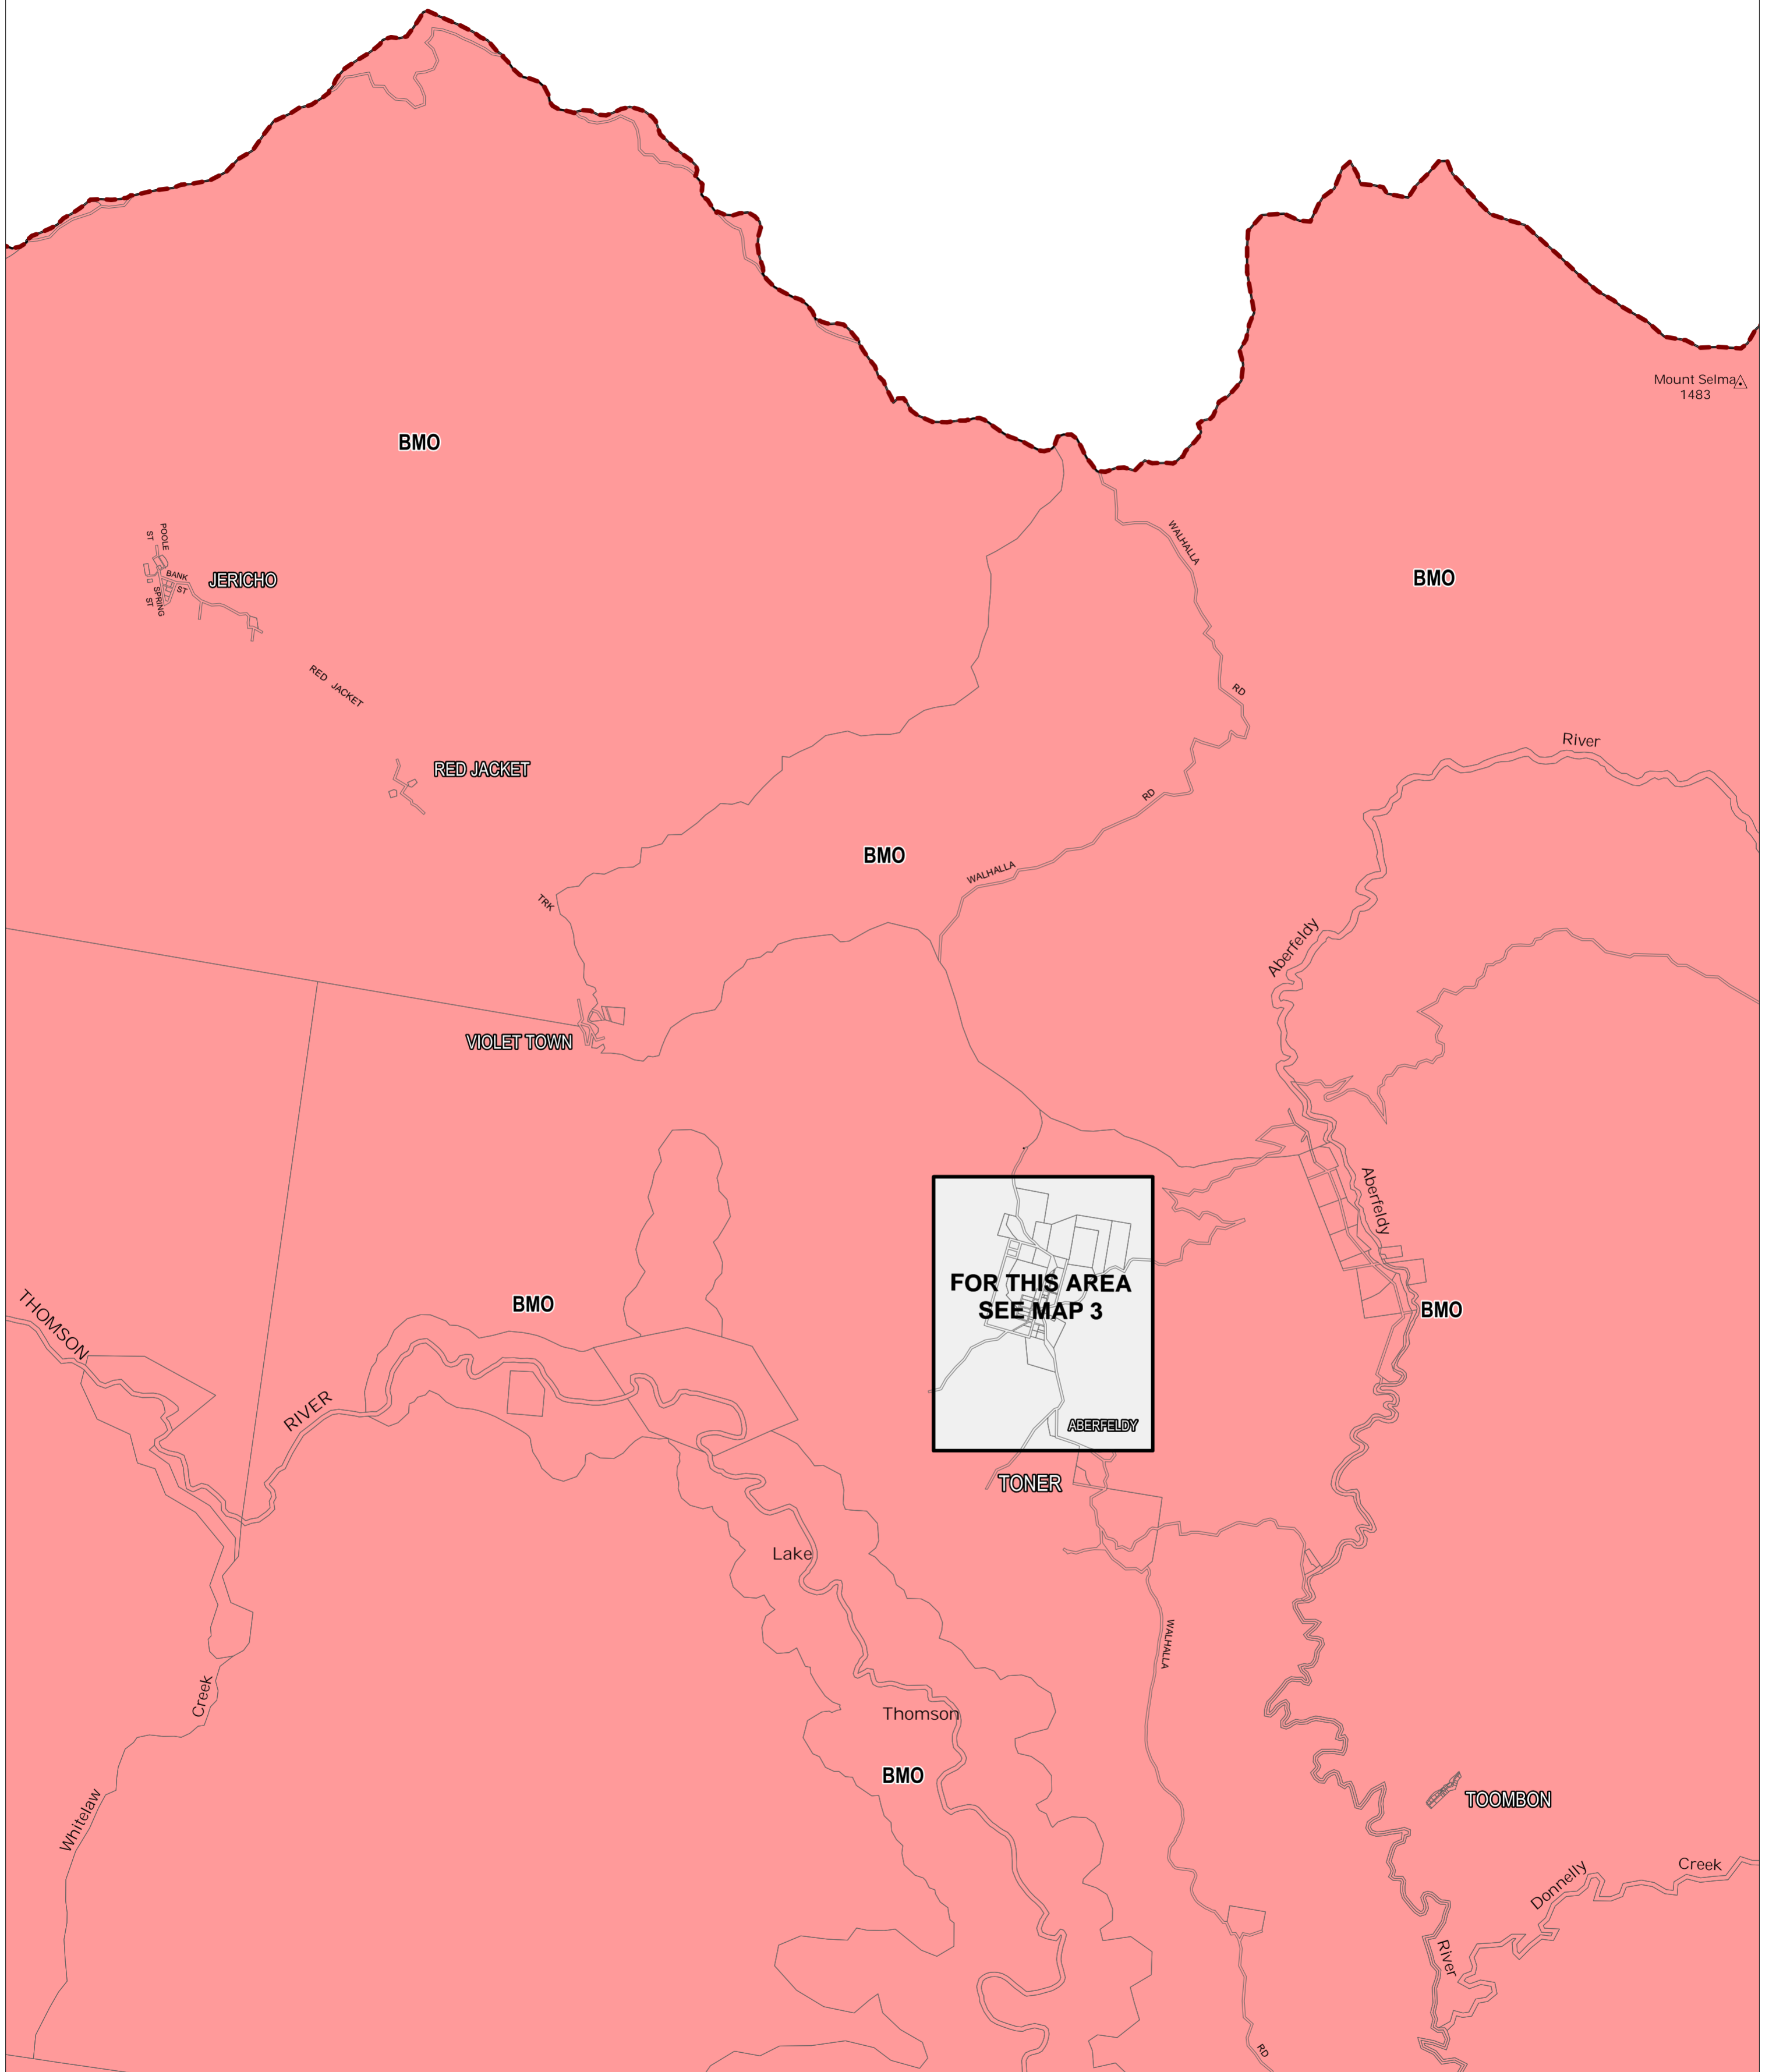 Mount Selma
1483
BMO
POOLE
ST
BANK
ST
JERICHO
SPRING
ST
WALHALLA
BMO
RED JACKET
RD
River
RED JACKET
RD
BMO
WALHALLA
TRK
Aberfeldy
VIOLET TOWN
Aberfeldy
FOR THIS AREA
SEE MAP 3
THOMSON
BMO
BMO
RIVER
ABERFELDY
TONER
Lake
WALHALLA
Creek
Thomson
BMO
TOOMBON
Whitelaw
Donnelly
Creek
River
RD